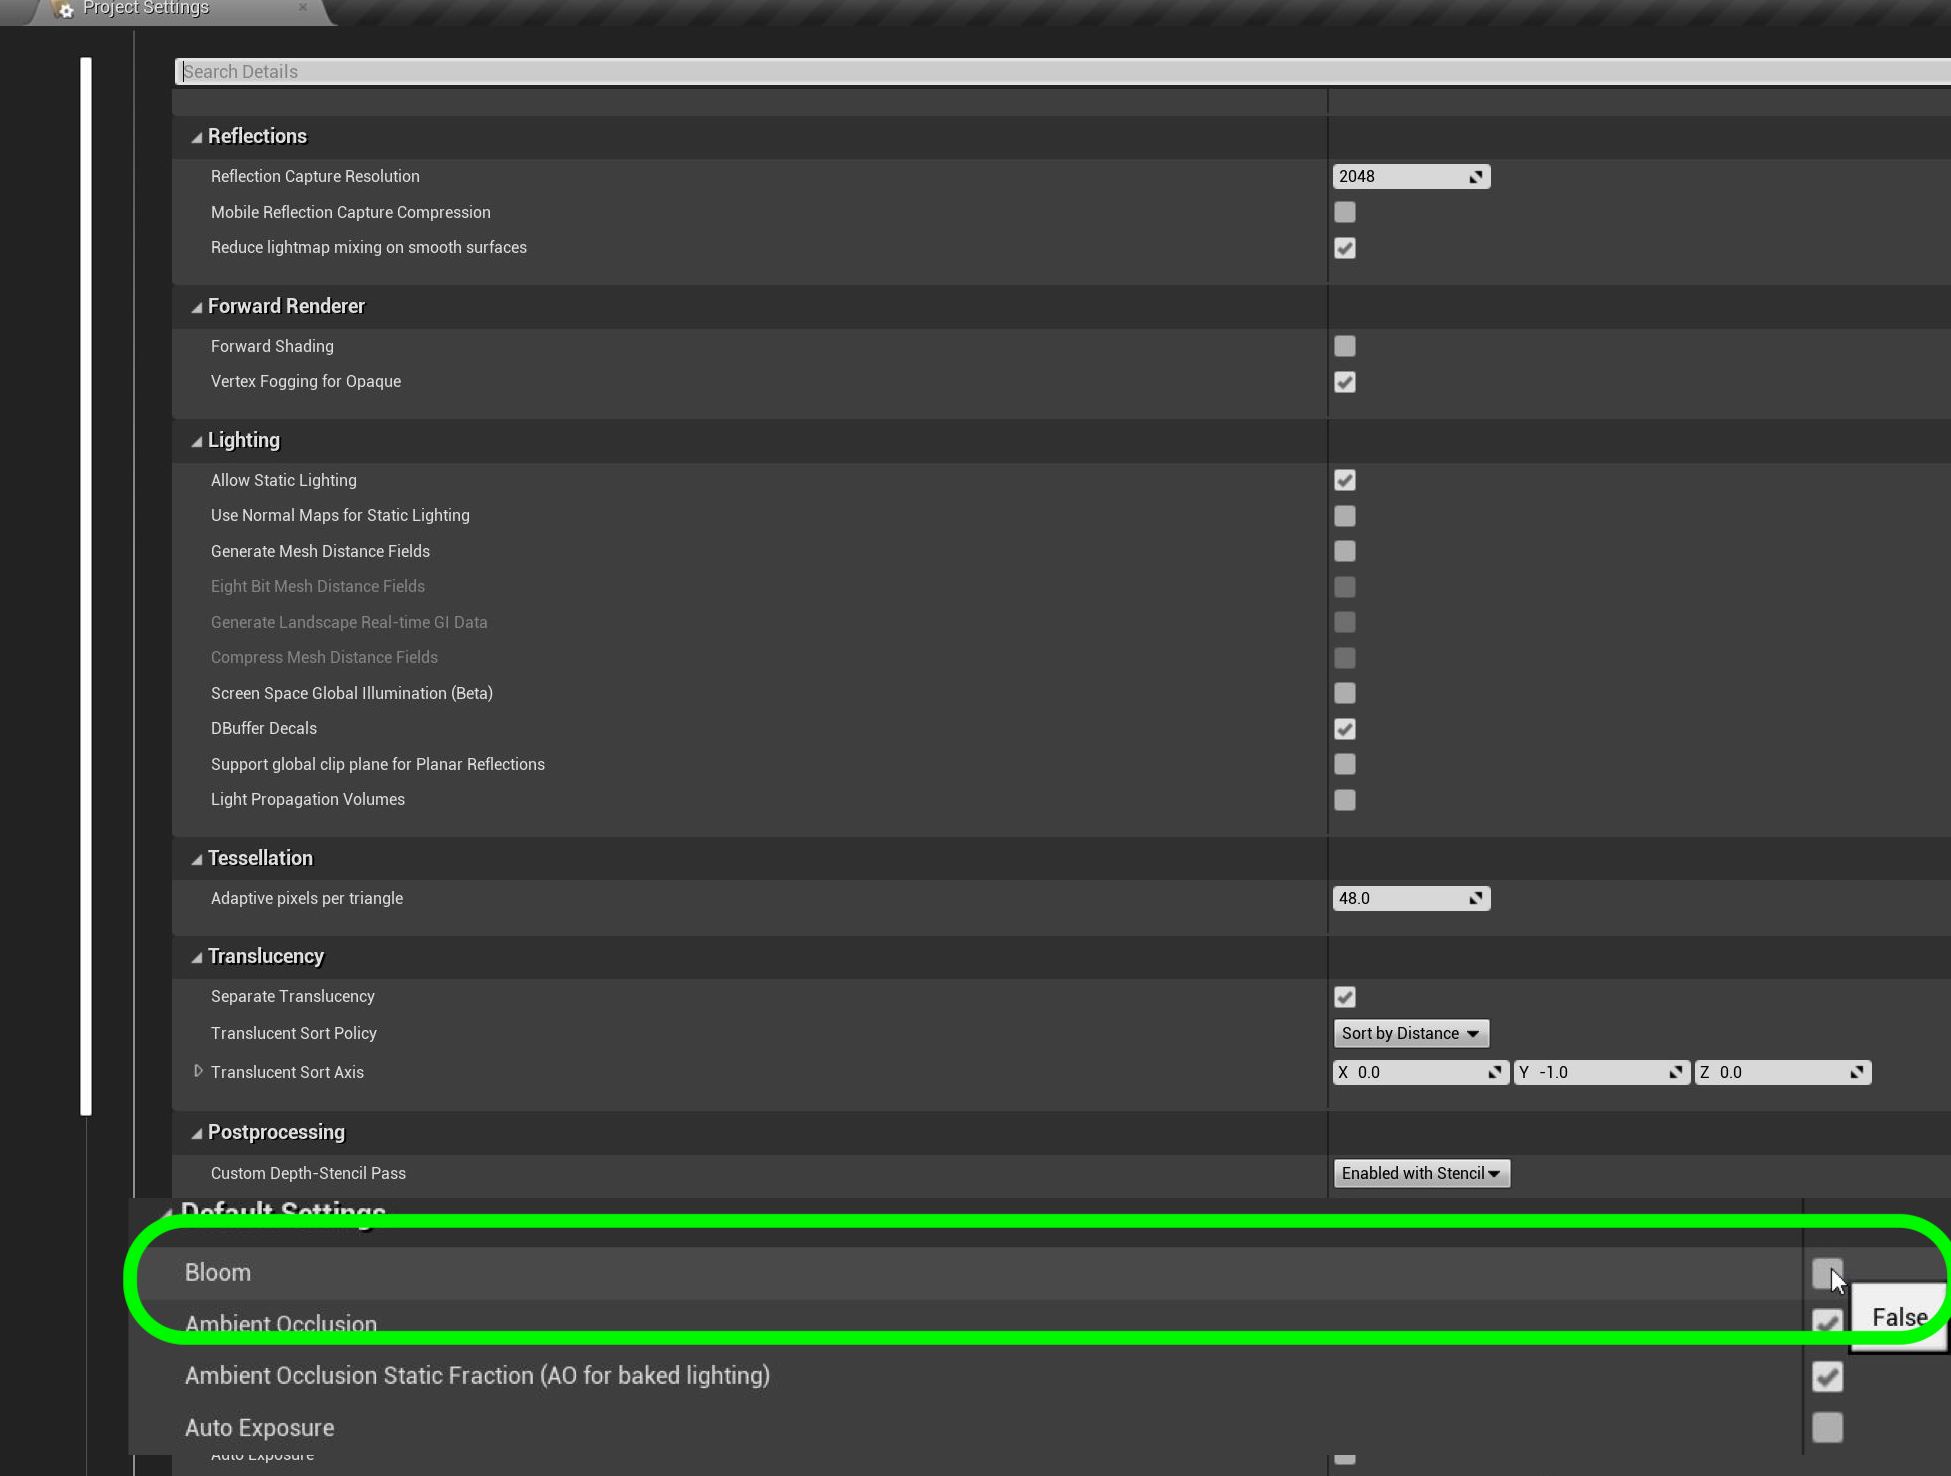 Project Settings
Search Details
Reflections
Reflection Capture Resolution 2048
Mobile Reflection Capture Compression
Reduce lightmap mixing on smooth surfaces
Forward Renderer
Forward Shading
Vertex Fogging for Opaque
Lighting
Allow Static Lighting
Use Normal Maps for Static Lighting
Generate Mesh Distance Fields
Eight Bit Mesh Distance Fields
Generate Landscape Real-time GI Data
Compress Mesh Distance Fields
Screen Space Global Illumination (Beta)
DBuffer Decals
Support global clip plane for Planar Reflections
Light Propagation Volumes
Tessellation
Adaptive pixels per triangle 48.0
Translucency
Separate Translucency
Translucent Sort Policy Sort by Distance
Translucent Sort Axis X 0.0 Y -1.0 Z 0.0
Postprocessing
Custom Depth-Stencil Pass Enabled with Stencil
Default Settings
Bloom
Ambient Occlusion False
Ambient Occlusion Static Fraction (AO for baked lighting)
Auto Exposure
Auto Exposure